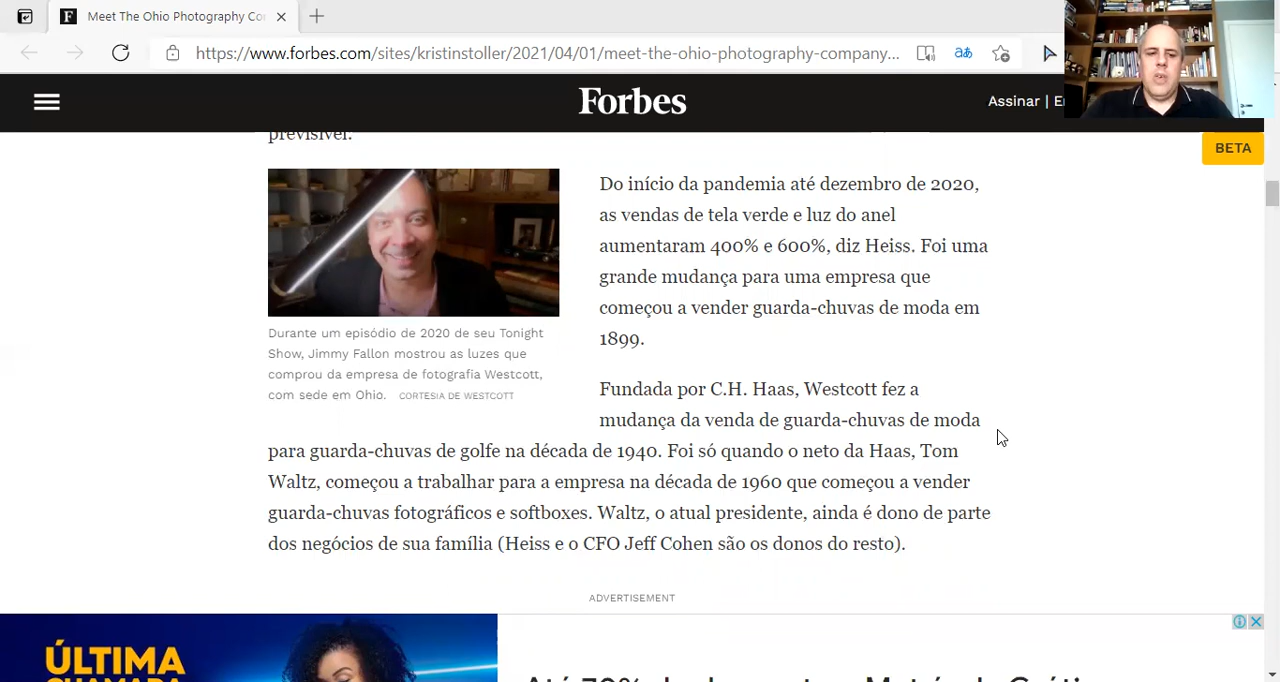 Meet The Ohio Photography Co
https://www.forbes.com/sites/kristinstoller/2021/04/01/meet-the-ohio-photography-company...
Forbes
Assinar | E
BETA
previsível.
Do início da pandemia até dezembro de 2020,
as vendas de tela verde e luz do anel
aumentaram 400% e 600%, diz Heiss. Foi uma
grande mudança para uma empresa que
começou a vender guarda-chuvas de moda em
1899.
Durante um episódio de 2020 de seu Tonight
Show, Jimmy Fallon mostrou as luzes que
comprou da empresa de fotografia Westcott,
com sede em Ohio. CORTESIA DE WESTCOTT
Fundada por C.H. Haas, Westcott fez a
mudança da venda de guarda-chuvas de moda
para guarda-chuvas de golfe na década de 1940. Foi só quando o neto da Haas, Tom
Waltz, começou a trabalhar para a empresa na década de 1960 que começou a vender
guarda-chuvas fotográficos e softboxes. Waltz, o atual presidente, ainda é dono de parte
dos negócios de sua família (Heiss e o CFO Jeff Cohen são os donos do resto).
ADVERTISEMENT
ÚLTIMA
CHAMADA